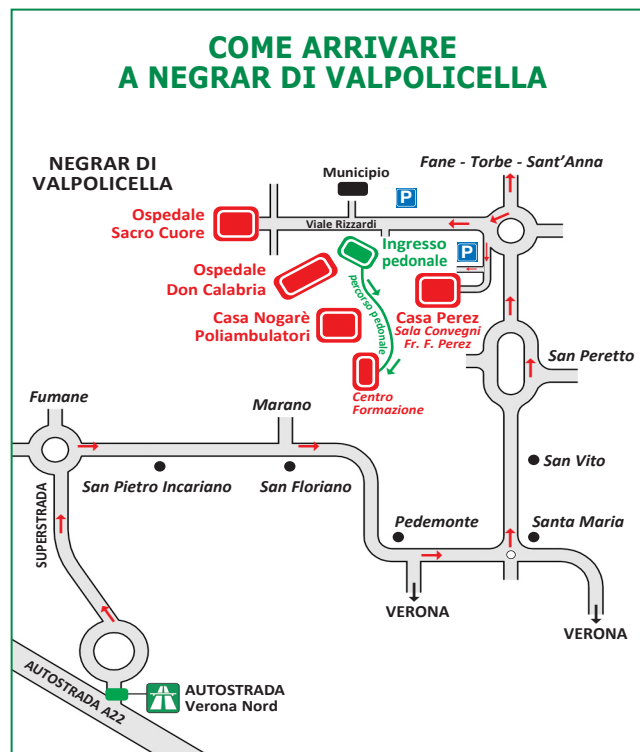 COME ARRIVARE
A NEGRAR DI VALPOLICELLA
NEGRAR DI
VALPOLICELLA
Municipio
P
Fane - Torbe - Sant'Anna
Ospedale
Sacro Cuore
Viale Rizzardi
Ingresso
pedonale
P
Ospedale
Don Calabria
percorso pedonale
Casa Perez
Sala Convegni
Fr. F. Perez
Casa Nogarè
Poliambulatori
San Peretto
Centro
Formazione
Fumane
Marano
San Pietro Incariano
San Floriano
San Vito
SUPERSTRADA
Pedemonte
Santa Maria
VERONA
VERONA
AUTOSTRADA A22
AUTOSTRADA
Verona Nord